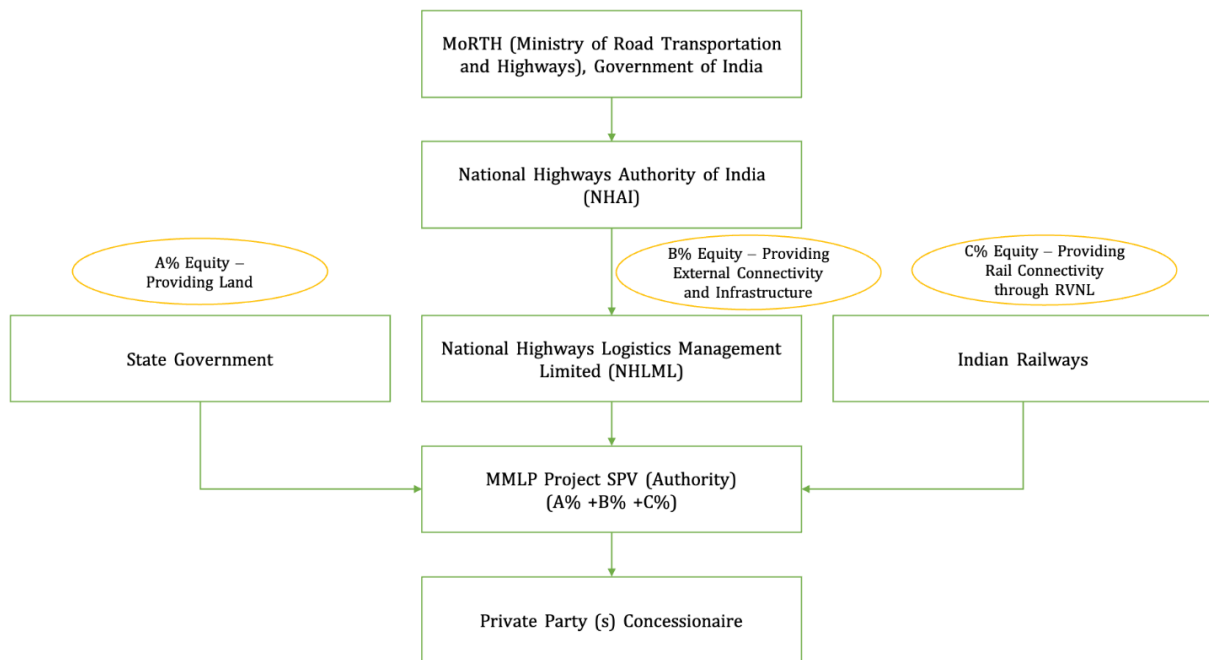 MoRTH (Ministry of Road Transportation
and Highways), Government of India
National Highways Authority of India
(NHAI)
A% Equity –
Providing Land
B% Equity – Providing
External Connectivity
and Infrastructure
C% Equity – Providing
Rail Connectivity
through RVNL
State Government
National Highways Logistics Management
Limited (NHLML)
Indian Railways
MMLP Project SPV (Authority)
(A% +B% +C%)
Private Party (s) Concessionaire